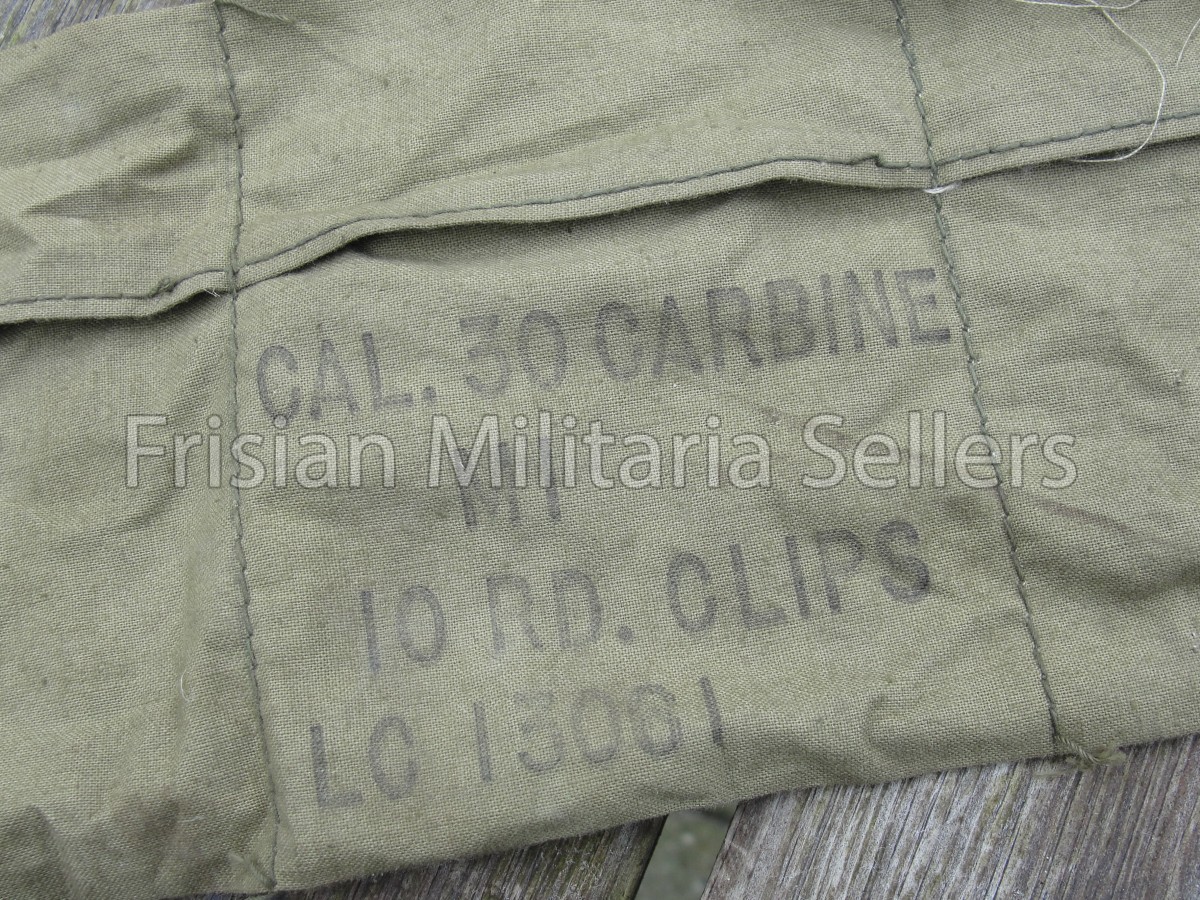 CAL. 30 CARBINE
Frisian Militaria Sellers
M1
10 RD. CLIPS
LC 13061